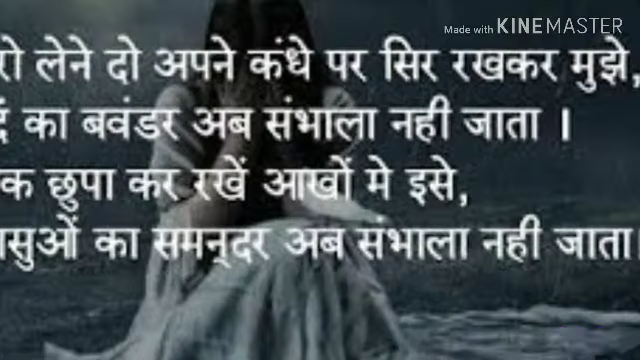 Made with KINEMASTER
रो लेने दो अपने कंधे पर सिर रखकर मुझे,
का बवंडर अब संभाला नही जाता ।
छुपा कर रखें आखों मे इसे,
का समन्दर अब संभाला नही जाता।